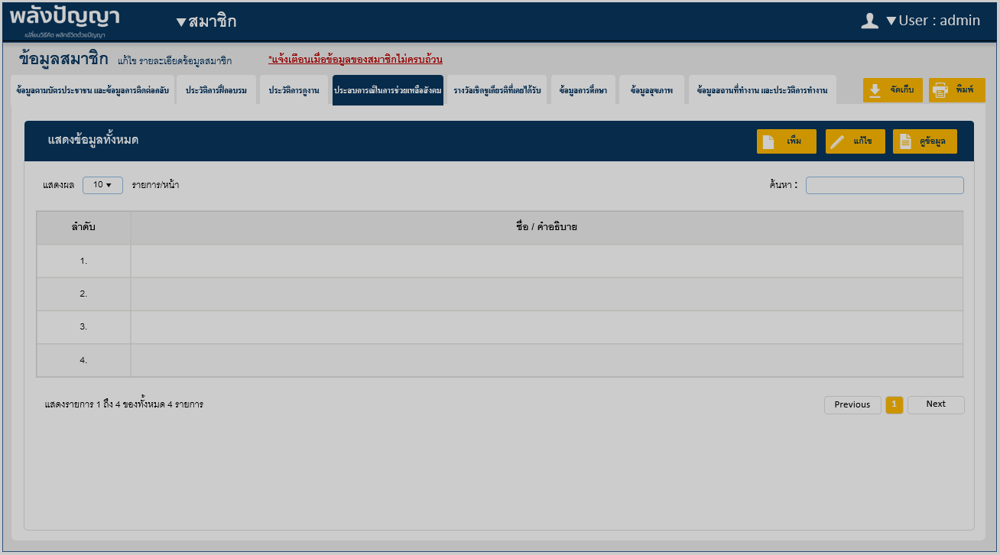 พลังปัญญา
เปลี่ยนวิธีคิด พลิกชีวิตด้วยปัญญา
▼สมาชิก
▼User : admin
ข้อมูลสมาชิก แก้ไข รายละเอียดข้อมูลสมาชิก *แจ้งเตือนเมื่อข้อมูลของสมาชิกไม่ครบถ้วน
ข้อมูลตามบัตรประชาชน และข้อมูลการติดต่อกลับ ประวัติการฝึกอบรม ประวัติการดูงาน ประสบการณ์ในการช่วยเหลือสังคม รางวัลเชิดชูเกียรติที่เคยได้รับ ข้อมูลการศึกษา ข้อมูลสุขภาพ ข้อมูลสถานที่ทำงาน และประวัติการทำงาน จัดเก็บ พิมพ์
แสดงข้อมูลทั้งหมด เพิ่ม แก้ไข ดูข้อมูล
แสดงผล 10 ▼ รายการ/หน้า ค้นหา :
ลำดับ ชื่อ / คำอธิบาย
1.
2.
3.
4.
แสดงรายการ 1 ถึง 4 ของทั้งหมด 4 รายการ Previous 1 Next